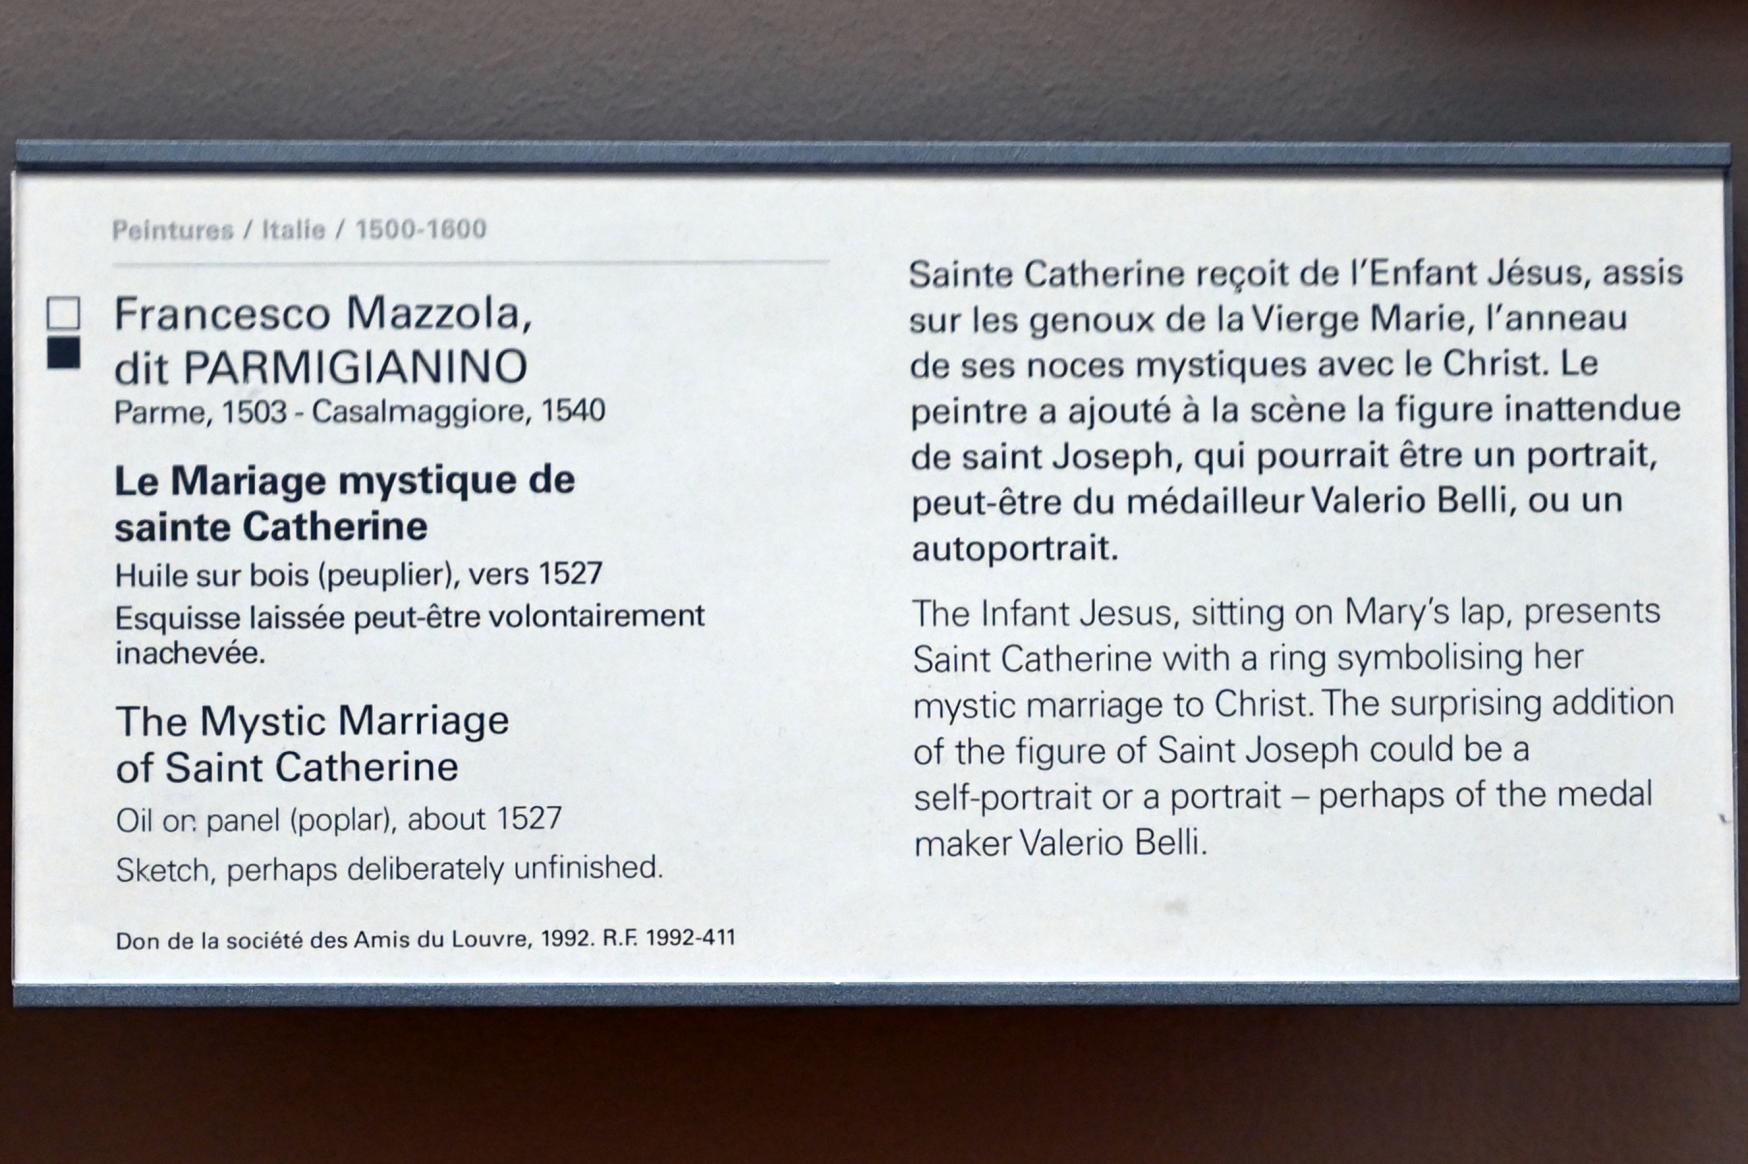 Peintures / Italie / 1500-1600
Francesco Mazzola,
dit PARMIGIANINO
Parme, 1503 - Casalmaggiore, 1540
Le Mariage mystique de
sainte Catherine
Huile sur bois (peuplier), vers 1527
Esquisse laissée peut-être volontairement
inachevée.
The Mystic Marriage
of Saint Catherine
Oil on panel (poplar), about 1527
Sketch, perhaps deliberately unfinished.
Don de la société des Amis du Louvre, 1992. R.F. 1992-411
Sainte Catherine reçoit de l'Enfant Jésus, assis
sur les genoux de la Vierge Marie, l'anneau
de ses noces mystiques avec le Christ. Le
peintre a ajouté à la scène la figure inattendue
de saint Joseph, qui pourrait être un portrait,
peut-être du médailleur Valerio Belli, ou un
autoportrait.
The Infant Jesus, sitting on Mary's lap, presents
Saint Catherine with a ring symbolising her
mystic marriage to Christ. The surprising addition
of the figure of Saint Joseph could be a
self-portrait or a portrait – perhaps of the medal
maker Valerio Belli.